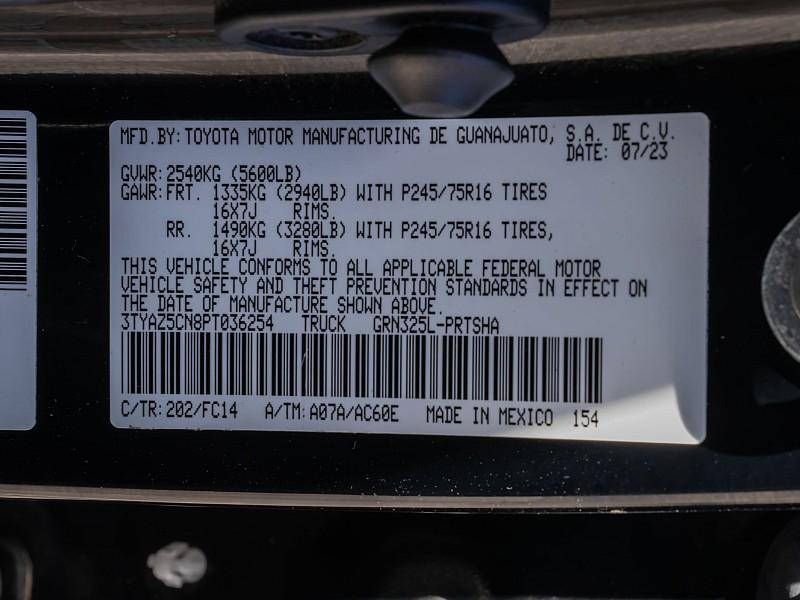 MFD.BY:TOYOTA MOTOR MANUFACTURING DE GUANAJUATO, S.A. DE C.V.
DATE: 07/23
GVWR:2540KG (5600LB)
GAWR:FRT. 1335KG (2940LB) WITH P245/75R16 TIRES
16X7J RIMS.
RR. 1490KG (3280LB) WITH P245/75R16 TIRES,
16X7J RIMS.
THIS VEHICLE CONFORMS TO ALL APPLICABLE FEDERAL MOTOR
VEHICLE SAFETY AND THEFT PREVENTION STANDARDS IN EFFECT ON
THE DATE OF MANUFACTURE SHOWN ABOVE.
3TYAZ5CN8PT036254 TRUCK GRN325L-PRTSHA
C/TR:202/FC14 A/TM:A07A/AC60E MADE IN MEXICO 154